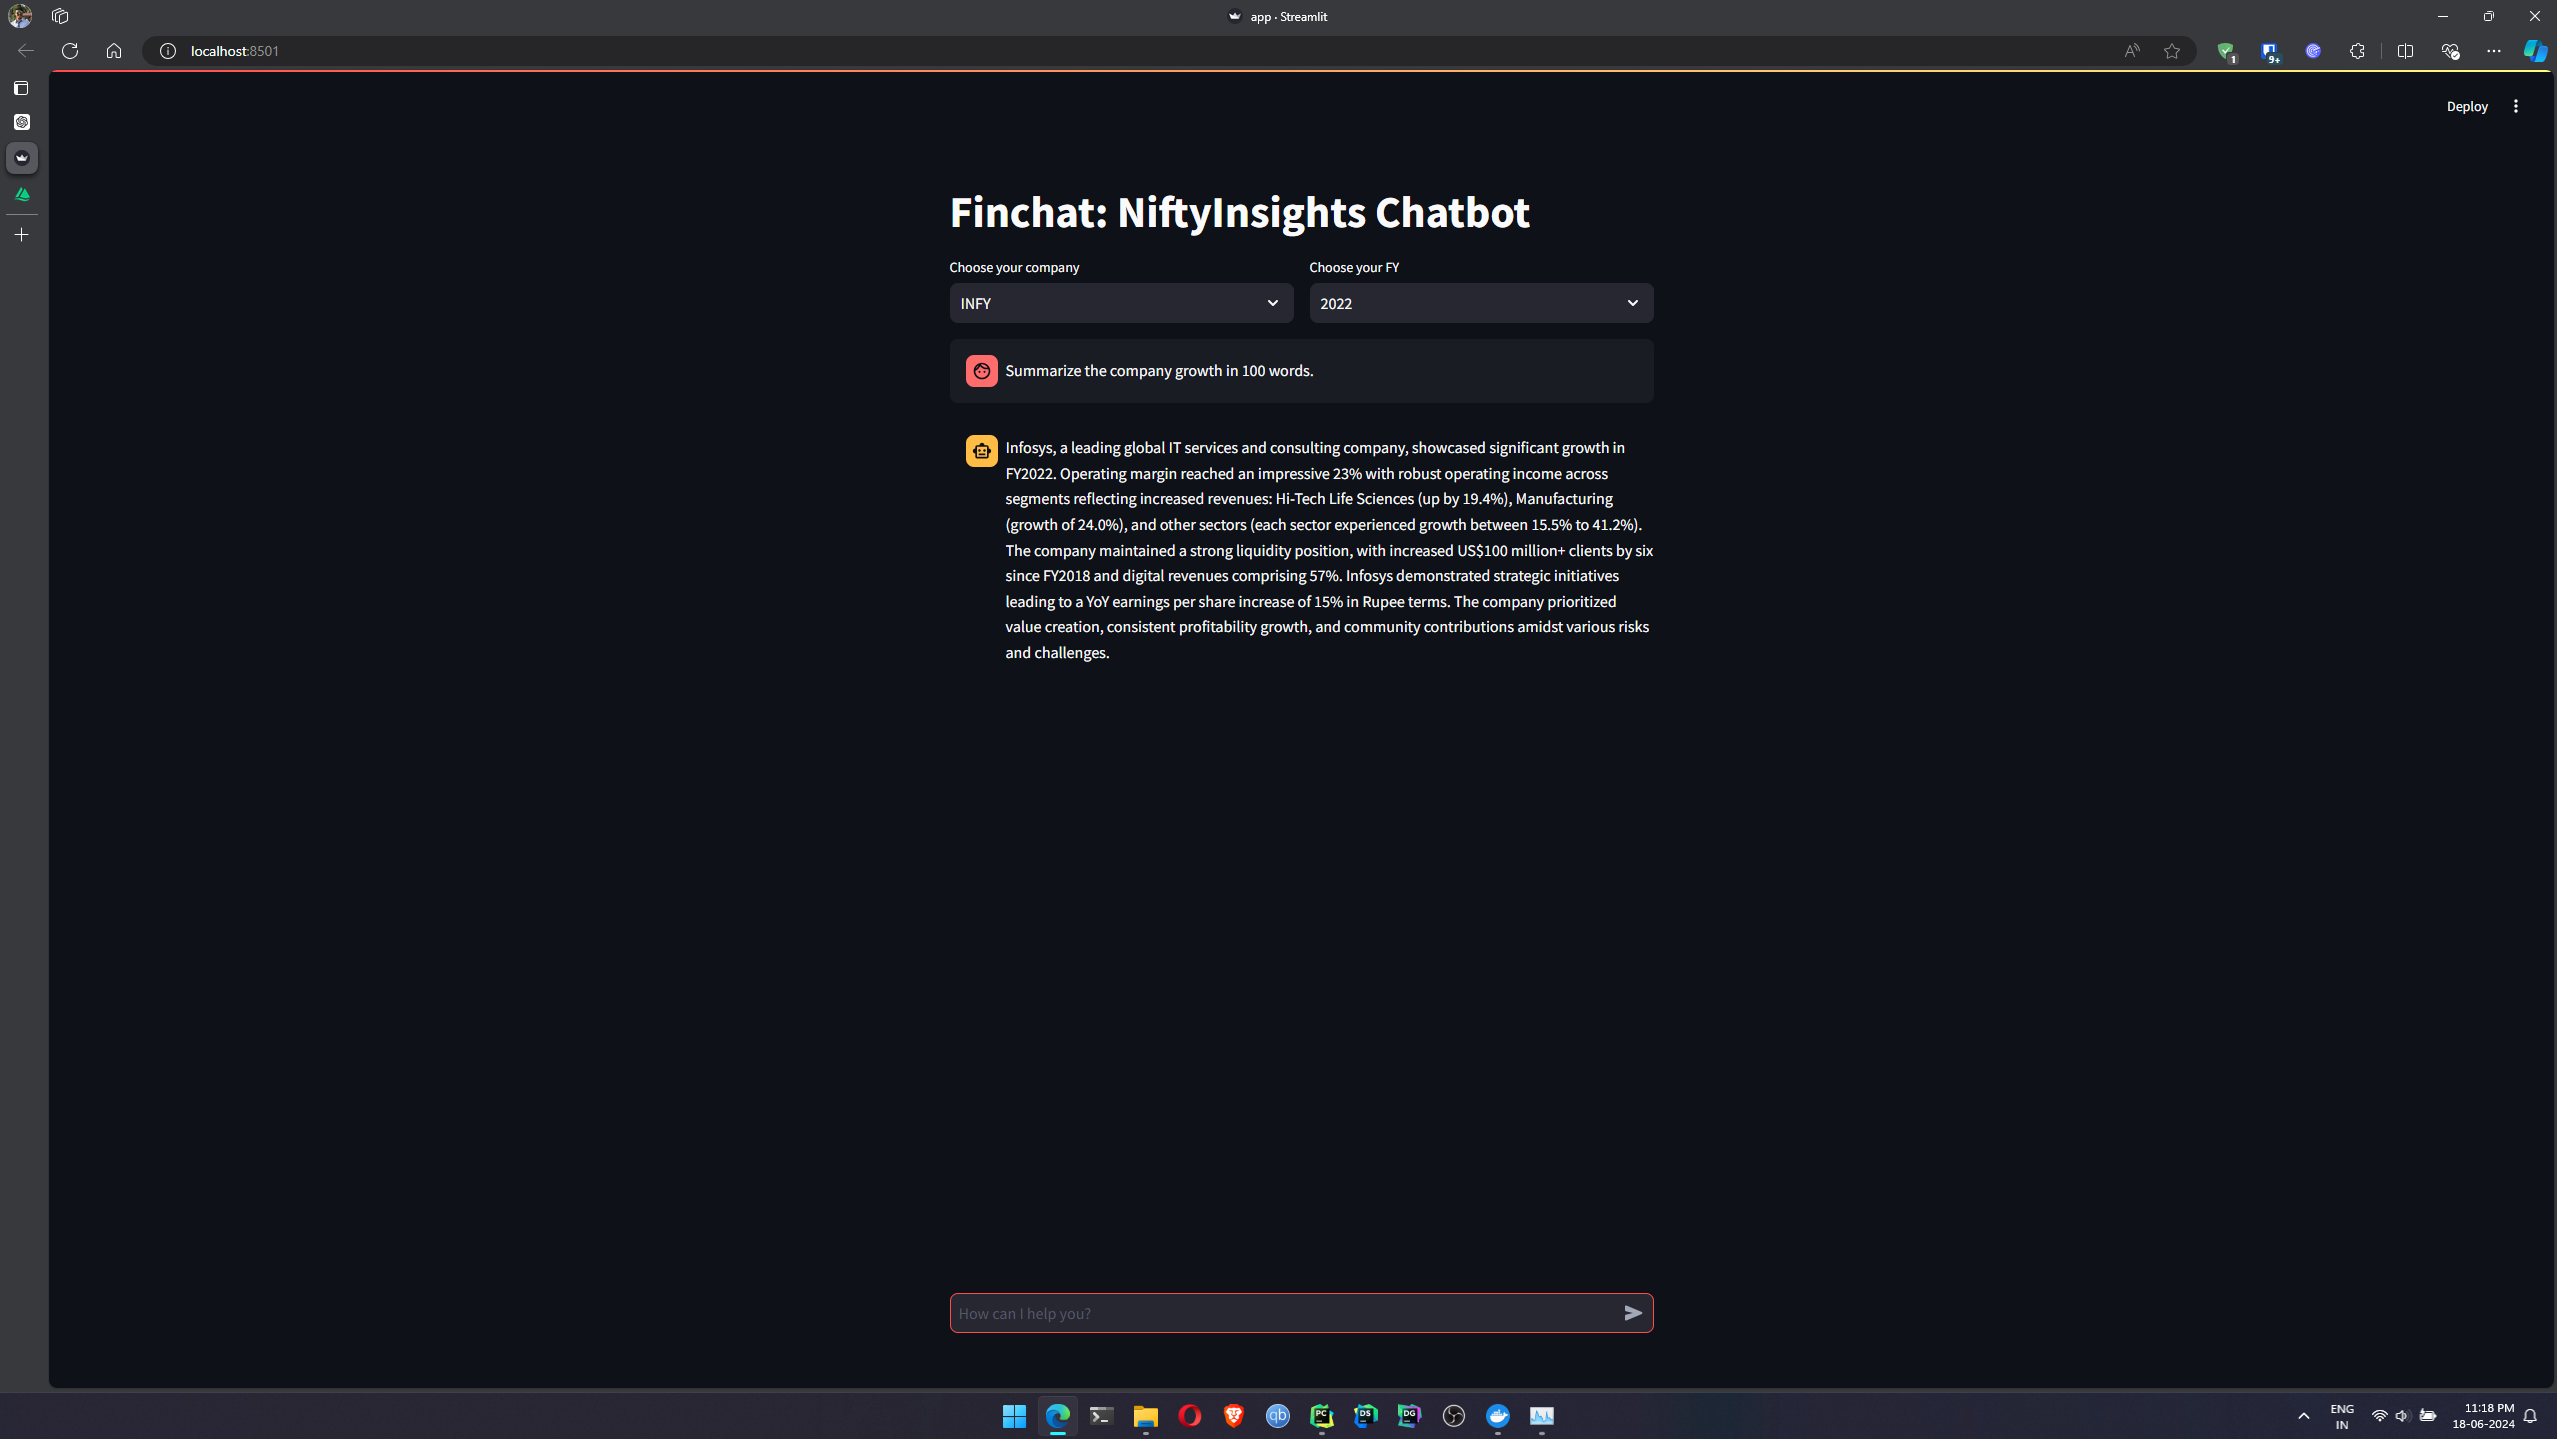 app - Streamlit
localhost:8501
1
9+
Deploy
Finchat: NiftyInsights Chatbot
Choose your company
Choose your FY
INFY
2022
Summarize the company growth in 100 words.
Infosys, a leading global IT services and consulting company, showcased significant growth in
FY2022. Operating margin reached an impressive 23% with robust operating income across
segments reflecting increased revenues: Hi-Tech Life Sciences (up by 19.4%), Manufacturing
(growth of 24.0%), and other sectors (each sector experienced growth between 15.5% to 41.2%).
The company maintained a strong liquidity position, with increased US$100 million+ clients by six
since FY2018 and digital revenues comprising 57%. Infosys demonstrated strategic initiatives
leading to a YoY earnings per share increase of 15% in Rupee terms. The company prioritized
value creation, consistent profitability growth, and community contributions amidst various risks
and challenges.
How can I help you?
qb
PC
DS
DG
ENG
IN
11:18 PM
18-06-2024